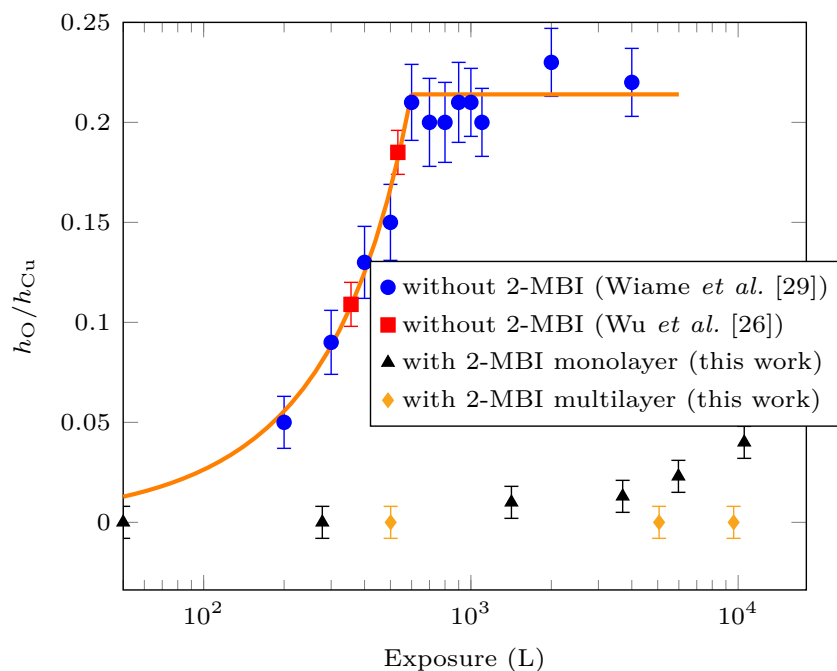 0.25
0.2
0.15
0.1
0.05
0
h_O/h_Cu
without 2-MBI (Wiame et al. [29])
without 2-MBI (Wu et al. [26])
with 2-MBI monolayer (this work)
with 2-MBI multilayer (this work)
10^2 10^3 10^4
Exposure (L)